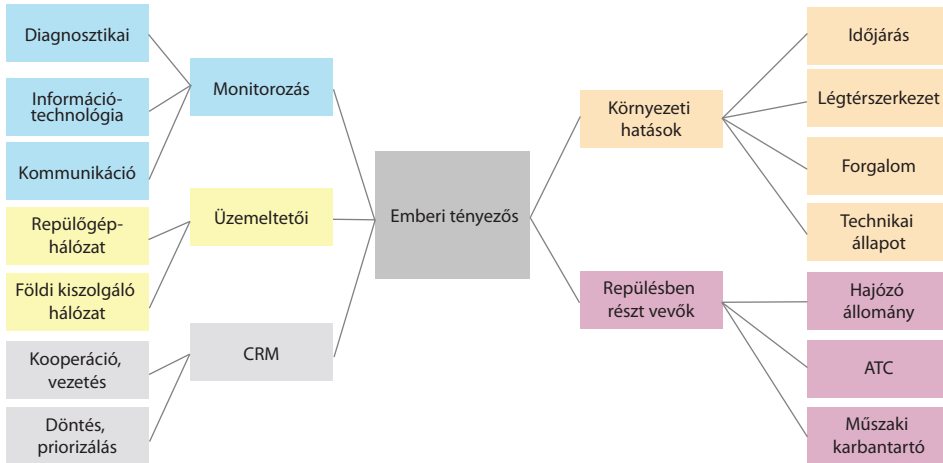 Diagnosztikai
Információ-
technológia
Kommunikáció
Repülőgép-
hálózat
Földi kiszolgáló
hálózat
Kooperáció,
vezetés
Döntés,
priorizálás
Monitorozás
Üzemeltetői
CRM
Emberi tényezős
Környezeti
hatások
Repülésben
részt vevők
Időjárás
Légtérszerkezet
Forgalom
Technikai
állapot
Hajózó
állomány
ATC
Műszaki
karbantartó